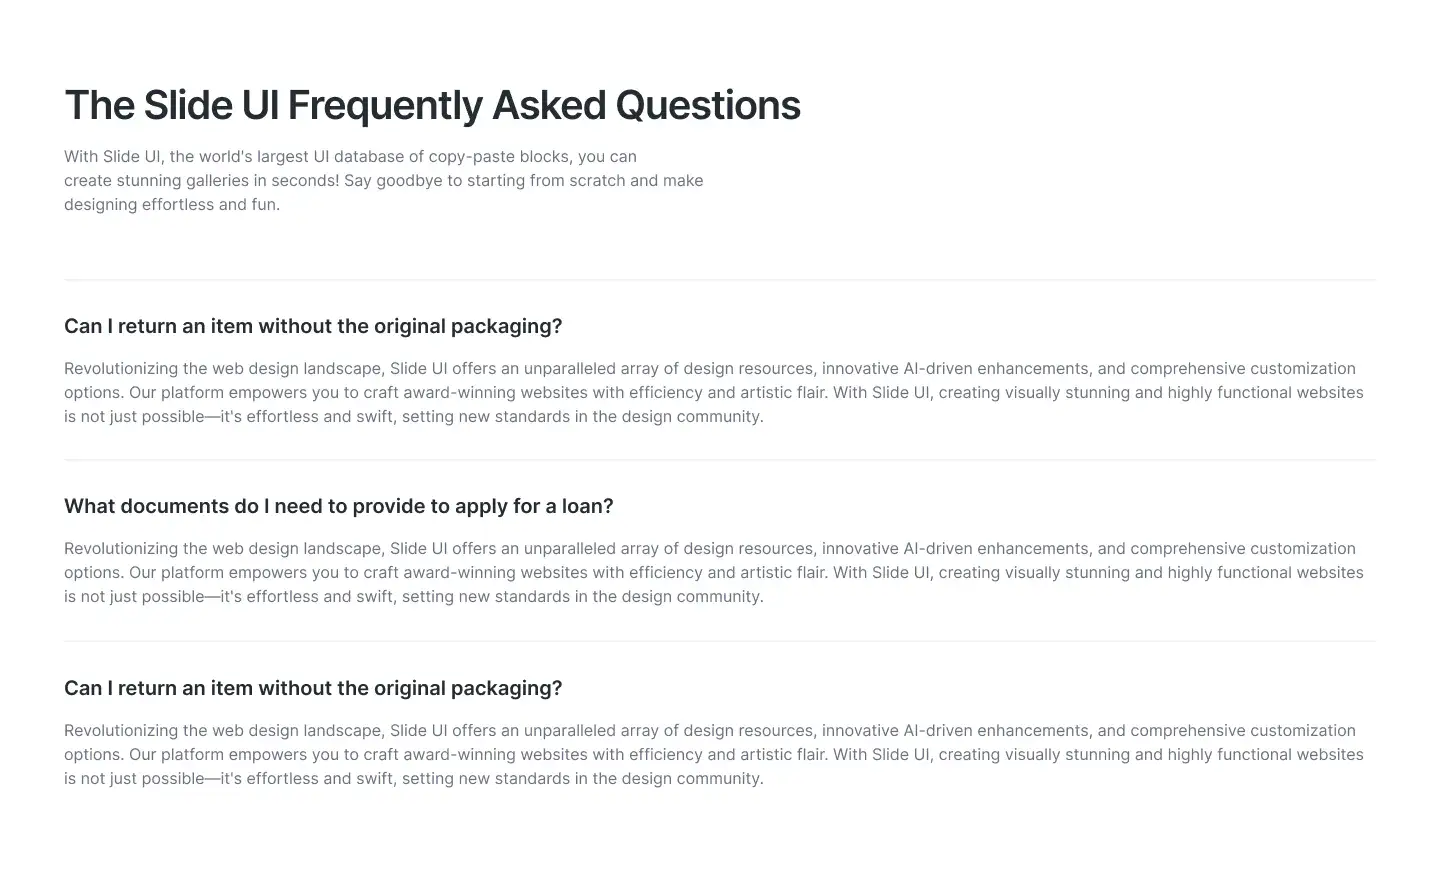 The Slide UI Frequently Asked Questions
With Slide UI, the world's largest UI database of copy-paste blocks, you can
create stunning galleries in seconds! Say goodbye to starting from scratch and make
designing effortless and fun.
Can I return an item without the original packaging?
Revolutionizing the web design landscape, Slide UI offers an unparalleled array of design resources, innovative AI-driven enhancements, and comprehensive customization
options. Our platform empowers you to craft award-winning websites with efficiency and artistic flair. With Slide UI, creating visually stunning and highly functional websites
is not just possible—it's effortless and swift, setting new standards in the design community.
What documents do I need to provide to apply for a loan?
Revolutionizing the web design landscape, Slide UI offers an unparalleled array of design resources, innovative AI-driven enhancements, and comprehensive customization
options. Our platform empowers you to craft award-winning websites with efficiency and artistic flair. With Slide UI, creating visually stunning and highly functional websites
is not just possible—it's effortless and swift, setting new standards in the design community.
Can I return an item without the original packaging?
Revolutionizing the web design landscape, Slide UI offers an unparalleled array of design resources, innovative AI-driven enhancements, and comprehensive customization
options. Our platform empowers you to craft award-winning websites with efficiency and artistic flair. With Slide UI, creating visually stunning and highly functional websites
is not just possible—it's effortless and swift, setting new standards in the design community.